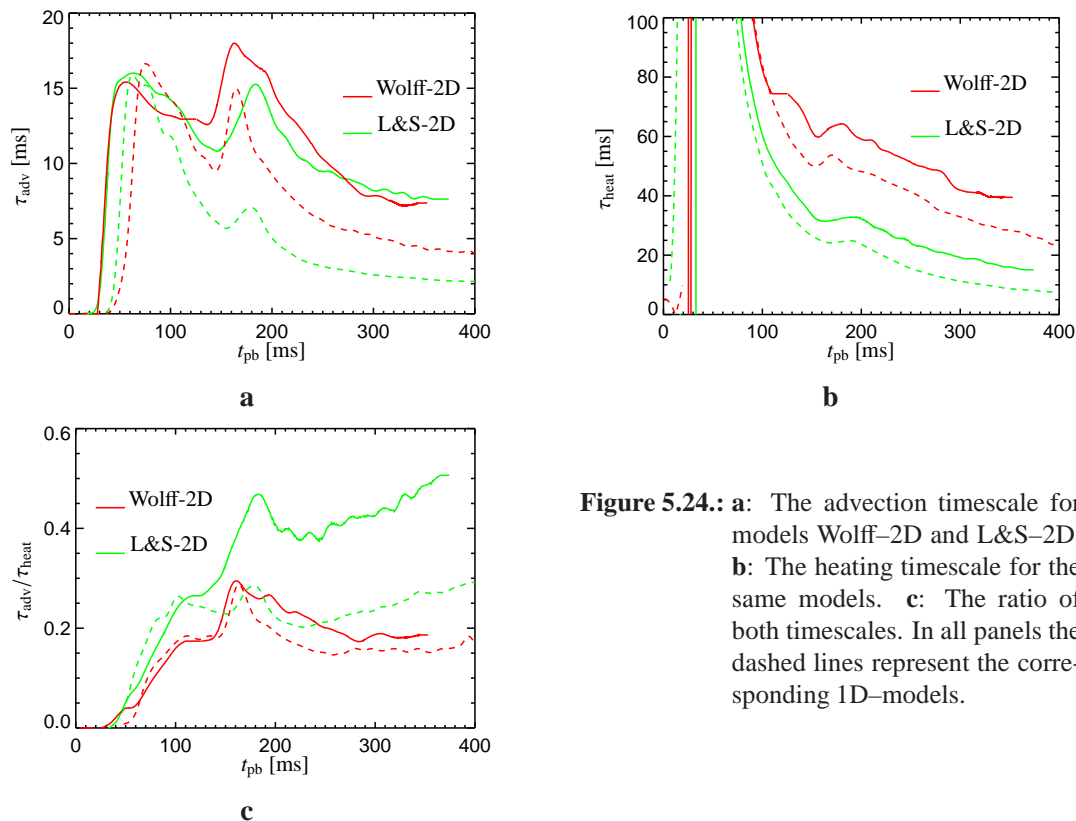 20
15
10
5
0
τadv [ms]
Wolff-2D
L&S-2D
0 100 200 300 400
tpb [ms]
a
100
80
60
40
20
0
τheat [ms]
Wolff-2D
L&S-2D
0 100 200 300 400
tpb [ms]
b
0.6
0.4
0.2
0.0
τadv/τheat
Wolff-2D
L&S-2D
0 100 200 300 400
tpb [ms]
c
Figure 5.24.: a: The advection timescale for
models Wolff–2D and L&S–2D
b: The heating timescale for the
same models. c: The ratio of
both timescales. In all panels the
dashed lines represent the corre-
sponding 1D–models.